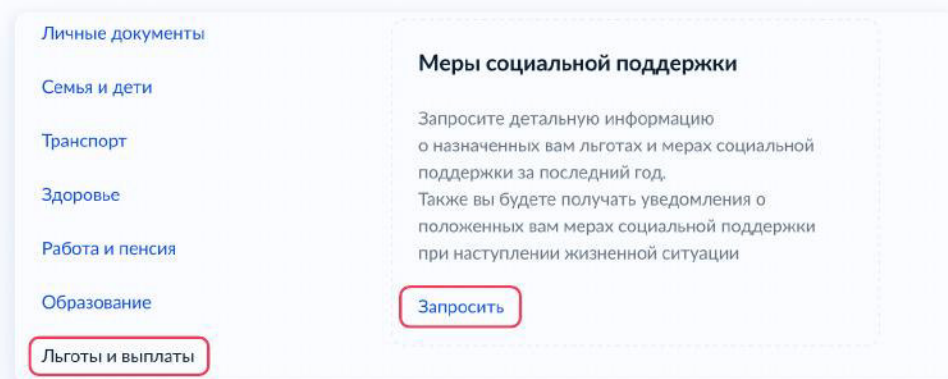 Личные документы
Семья и дети
Транспорт
Здоровье
Работа и пенсия
Образование
Льготы и выплаты
Меры социальной поддержки
Запросите детальную информацию
о назначенных вам льготах и мерах социальной
поддержки за последний год.
Также вы будете получать уведомления о
положенных вам мерах социальной поддержки
при наступлении жизненной ситуации
Запросить